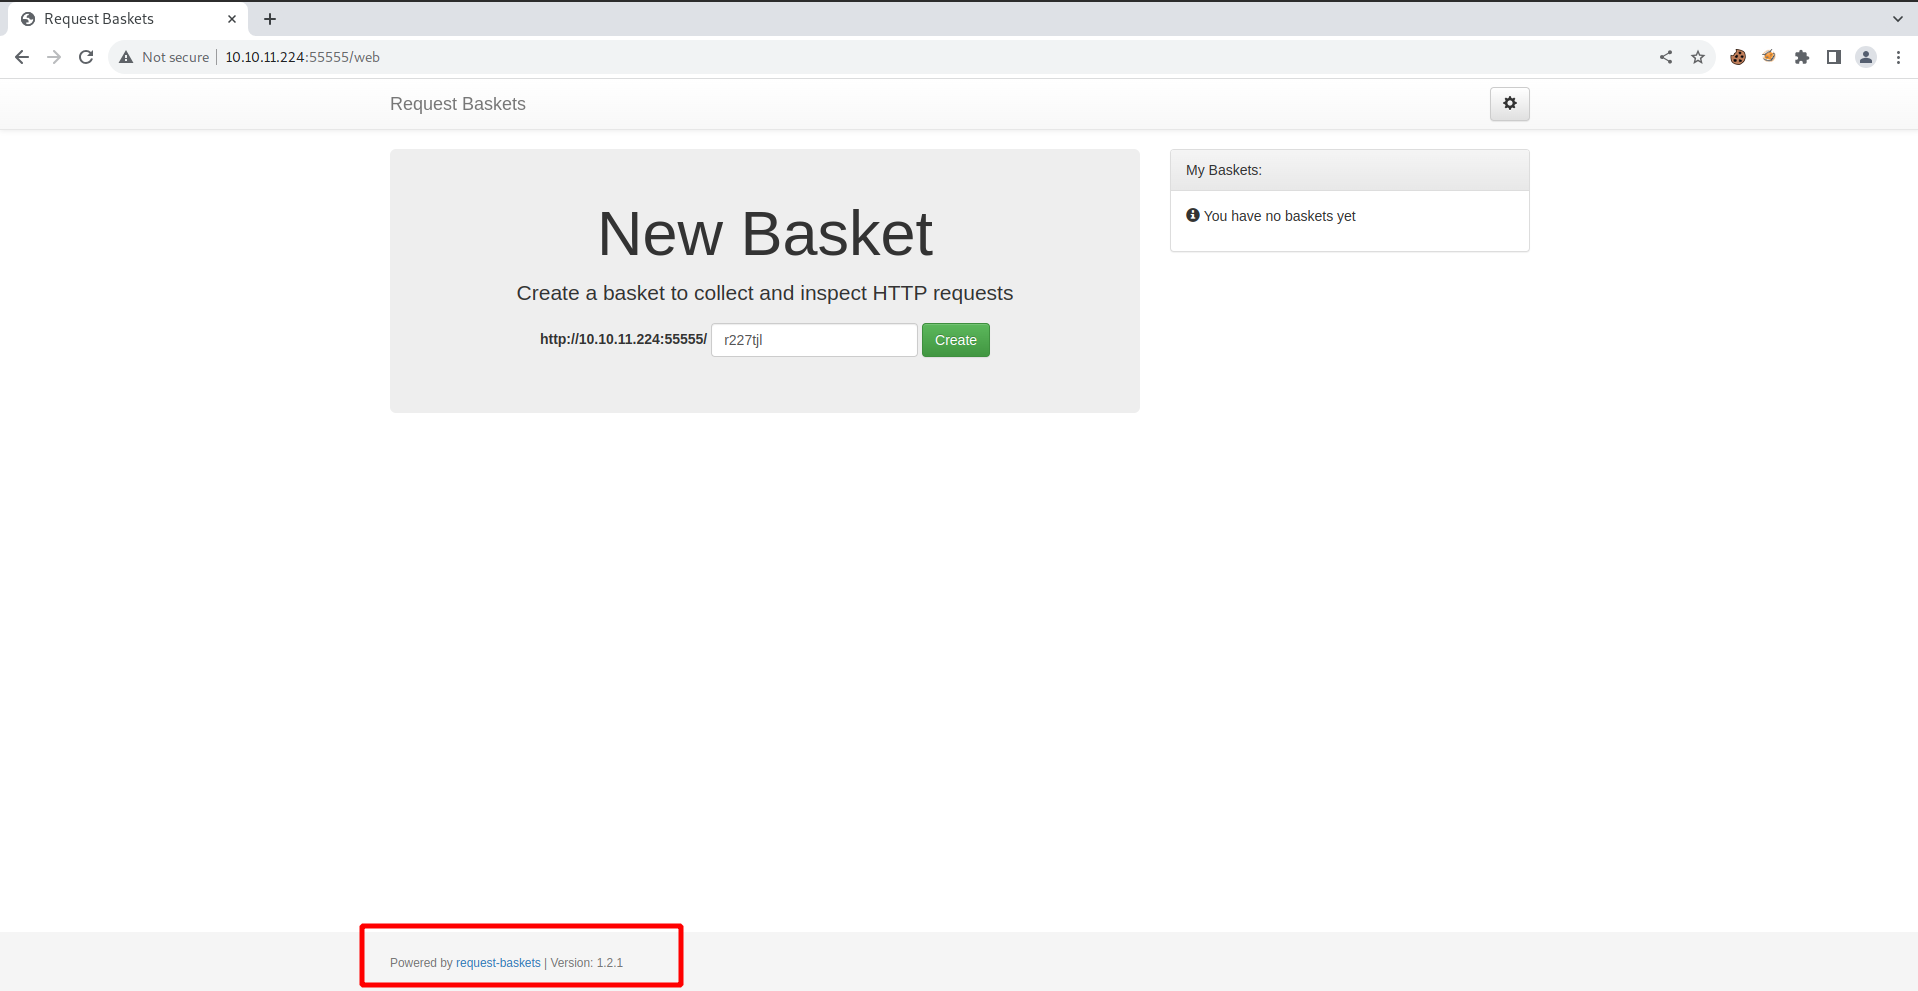 Request Baskets
Not secure 10.10.11.224:55555/web
Request Baskets
New Basket
Create a basket to collect and inspect HTTP requests
http://10.10.11.224:55555/ r227tjl Create
My Baskets:
You have no baskets yet
Powered by request-baskets | Version: 1.2.1